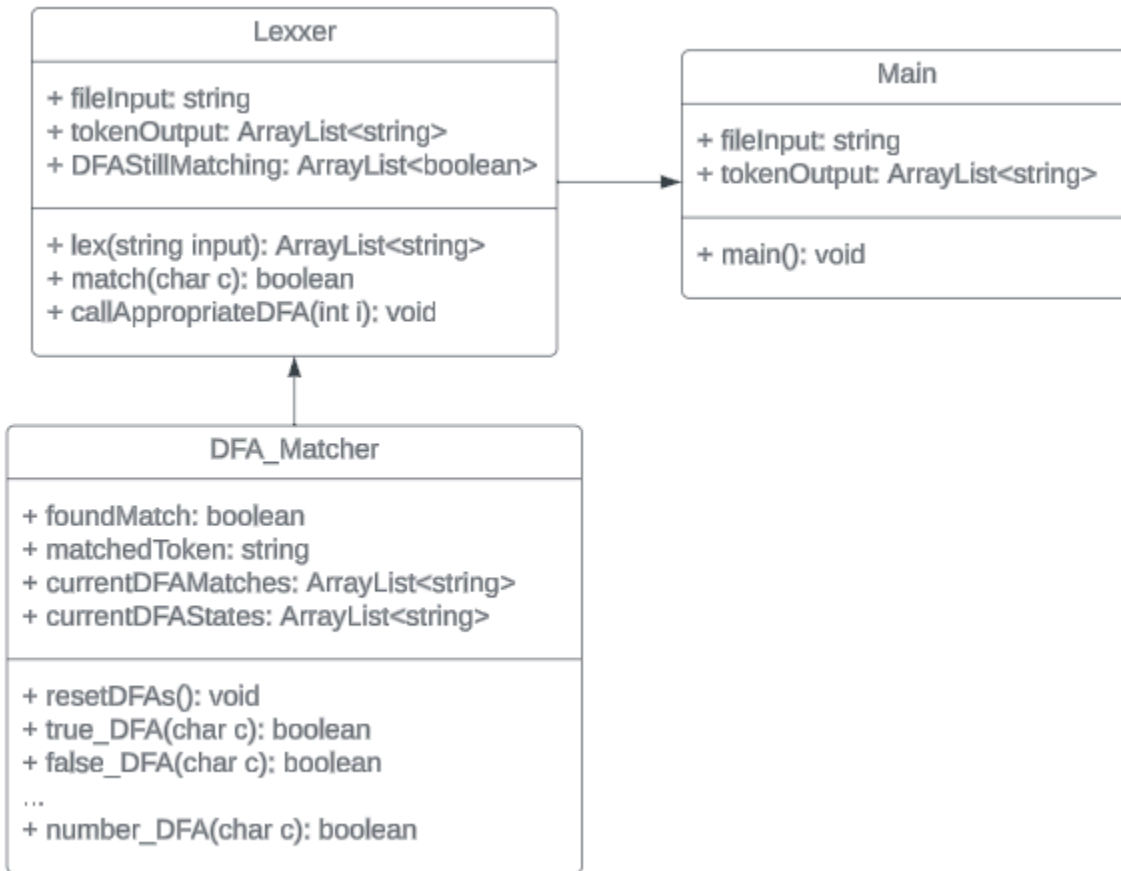 Lexxer
+ fileInput: string
+ tokenOutput: ArrayList<string>
+ DFAStillMatching: ArrayList<boolean>
+ lex(string input): ArrayList<string>
+ match(char c): boolean
+ callAppropriateDFA(int i): void
Main
+ fileInput: string
+ tokenOutput: ArrayList<string>
+ main(): void
DFA_Matcher
+ foundMatch: boolean
+ matchedToken: string
+ currentDFAMatches: ArrayList<string>
+ currentDFAStates: ArrayList<string>
+ resetDFAs(): void
+ true_DFA(char c): boolean
+ false_DFA(char c): boolean
...
+ number_DFA(char c): boolean